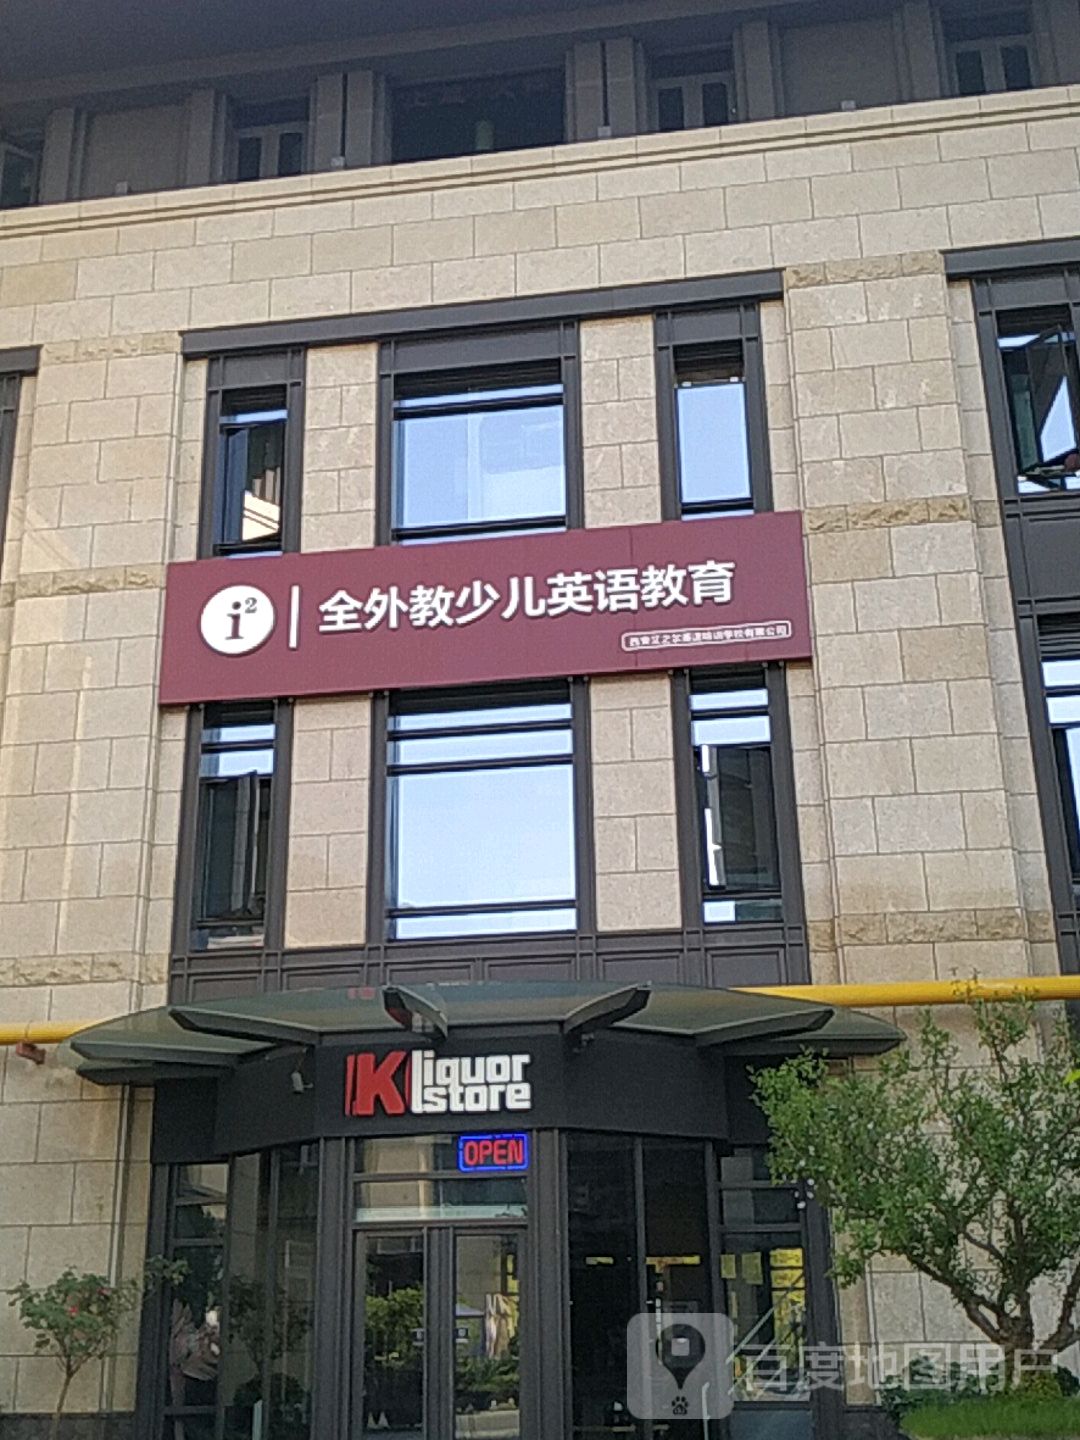 i²
全外教少儿英语教育
K liquor
store
OPEN
百度地图用户